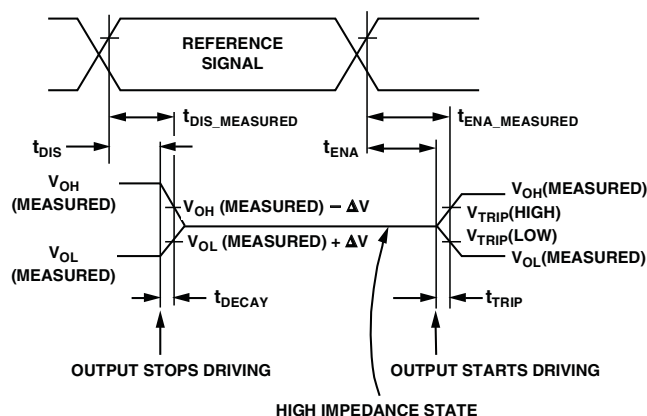 REFERENCE
SIGNAL
tDIS_MEASURED
tENA_MEASURED
tDIS
tENA
VOH
(MEASURED)
VOH (MEASURED) – ΔV
VOL (MEASURED) + ΔV
VOL
(MEASURED)
VOH(MEASURED)
VTRIP(HIGH)
VTRIP(LOW)
VOL(MEASURED)
tDECAY
tTRIP
OUTPUT STOPS DRIVING
OUTPUT STARTS DRIVING
HIGH IMPEDANCE STATE